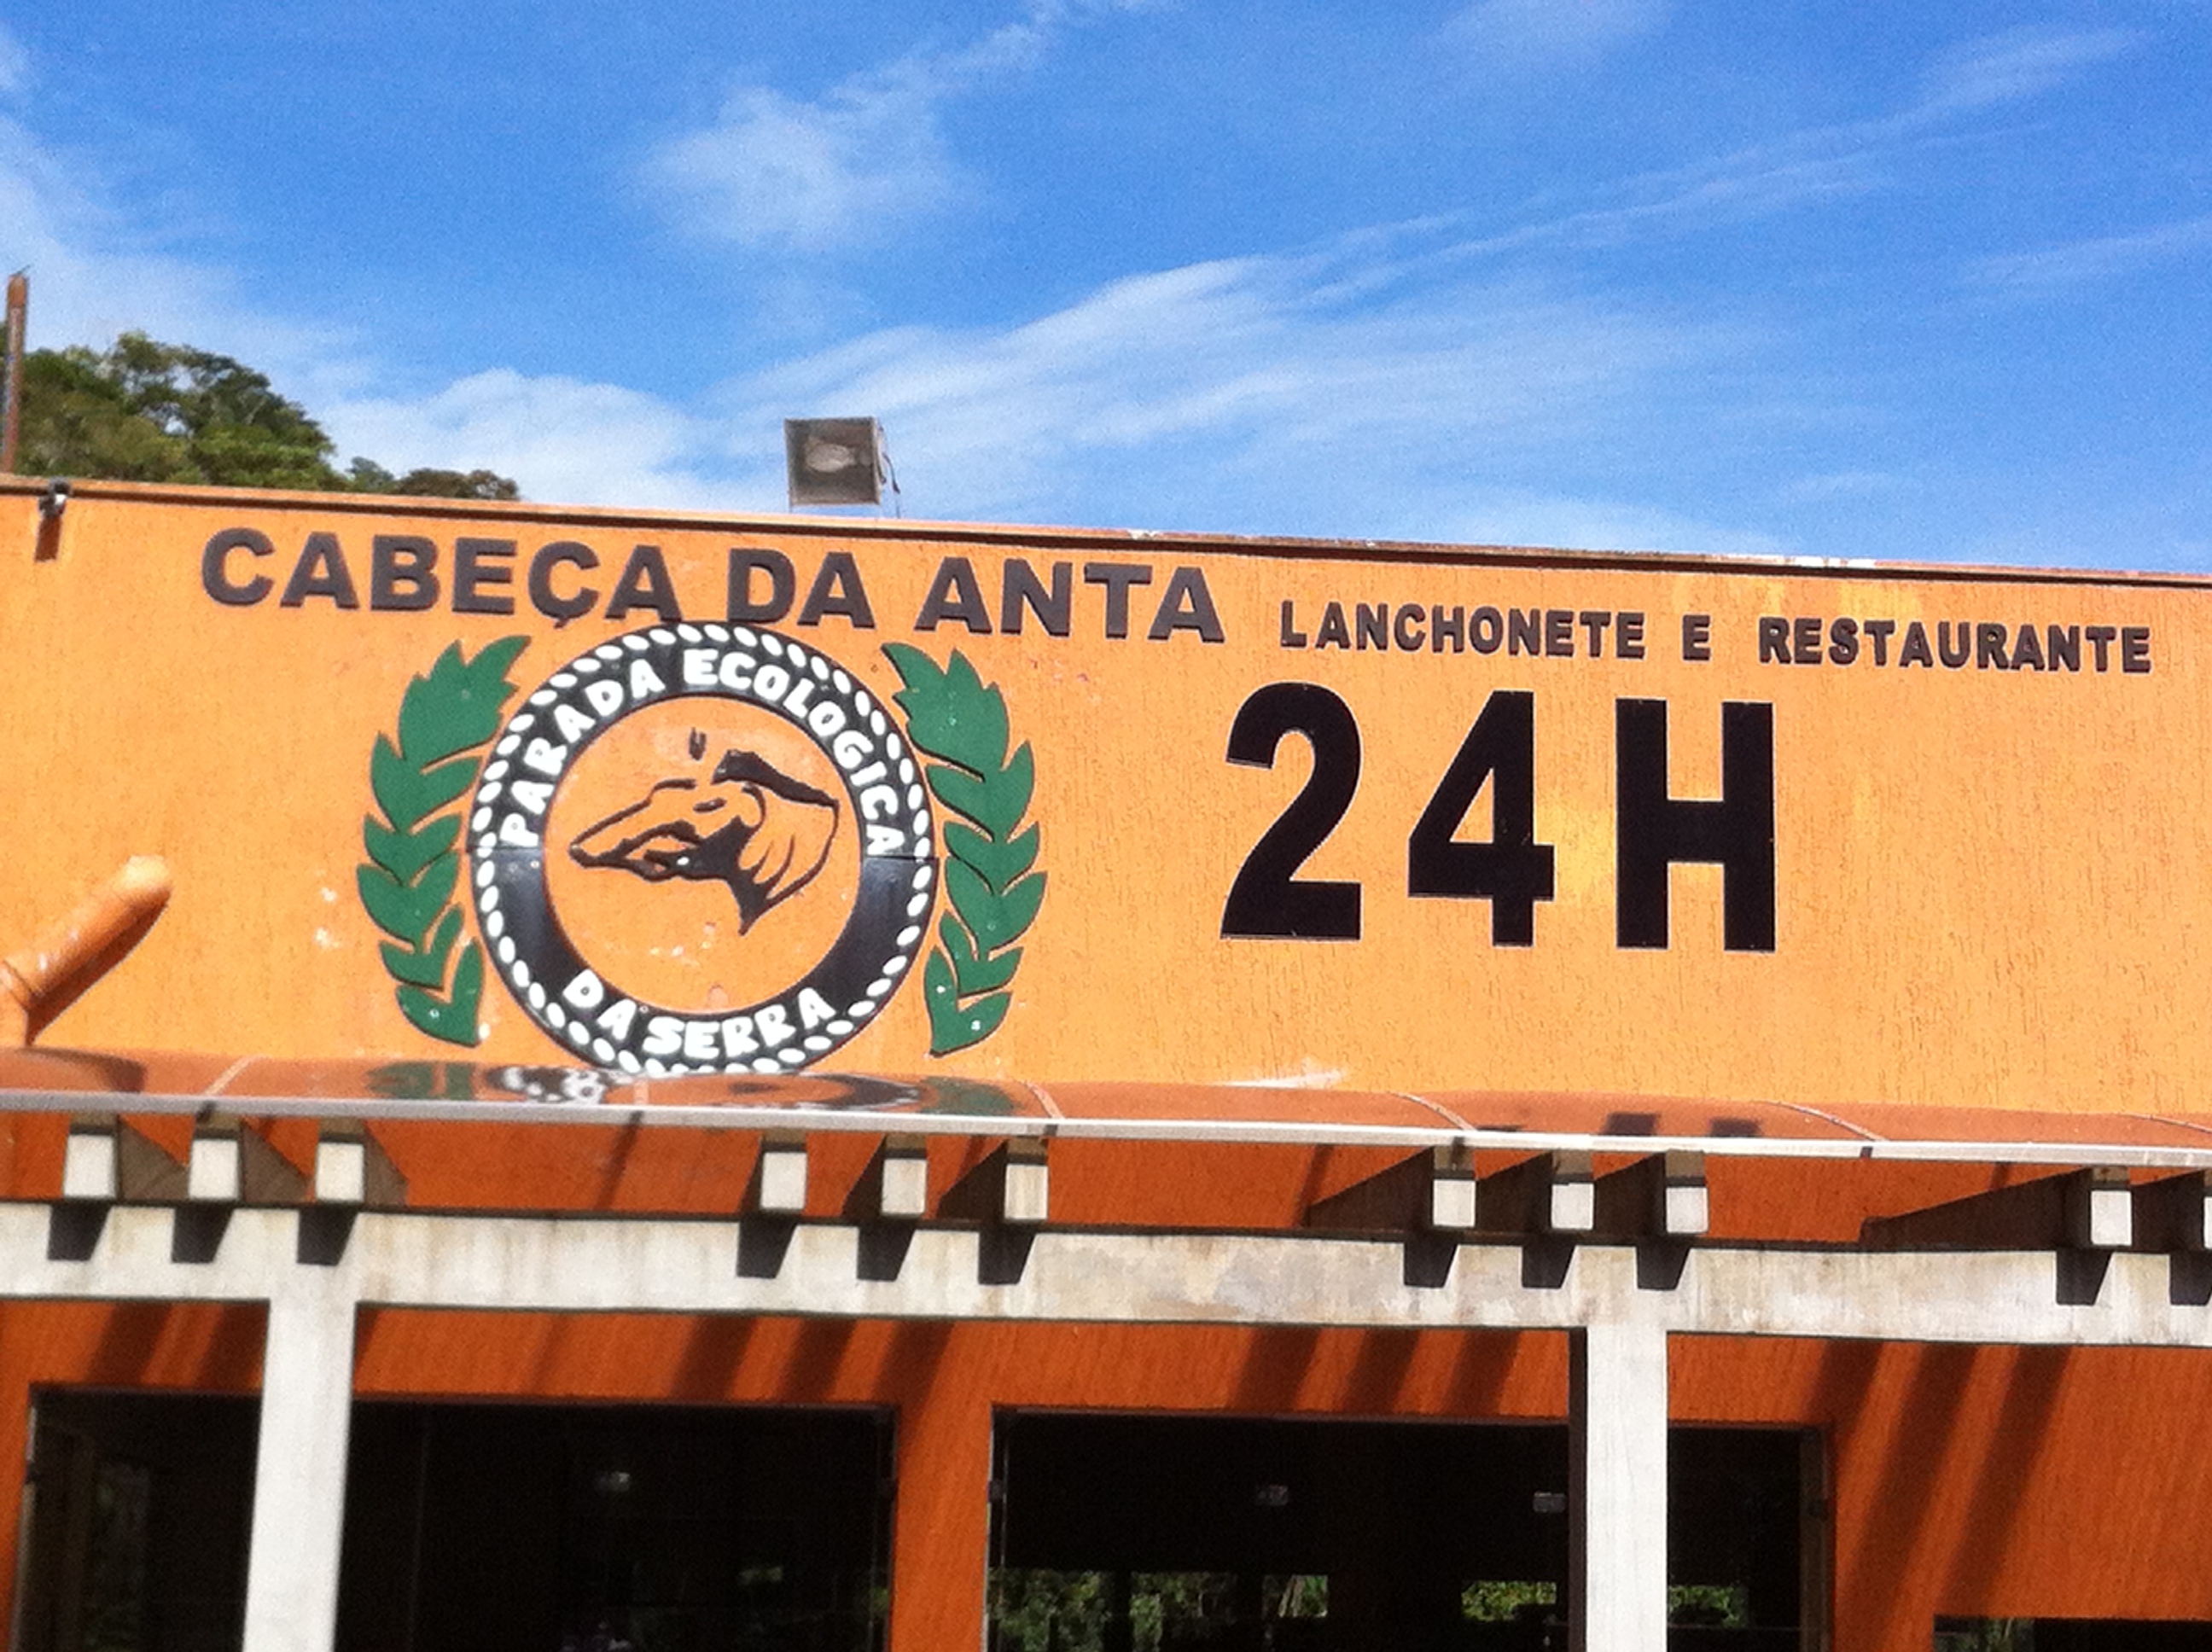 CABEÇA DA ANTA LANCHONETE E RESTAURANTE
PARADA ECOLOGICA
DA SERRA
24H